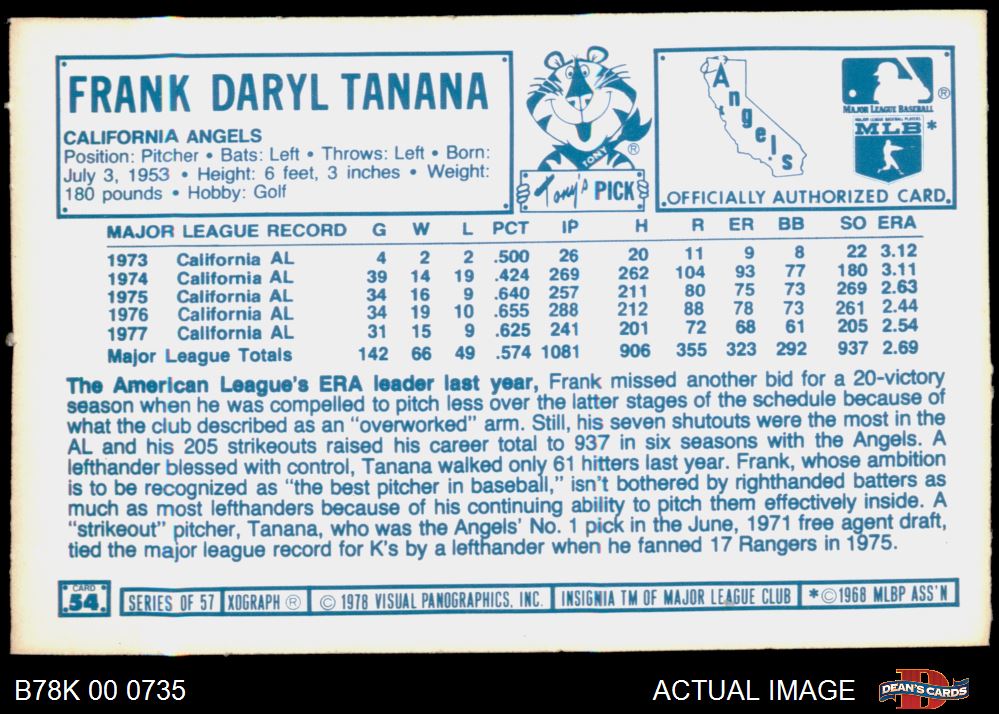 FRANK DARYL TANANA
CALIFORNIA ANGELS
Position: Pitcher • Bats: Left • Throws: Left • Born:
July 3, 1953 • Height: 6 feet, 3 inches • Weight:
180 pounds • Hobby: Golf
TONY ®
Tony's PICK
Angels
®
MAJOR LEAGUE BASEBALL
MAJOR LEAGUE BASEBALL PLAYERS
MLB *
OFFICIALLY AUTHORIZED CARD.
MAJOR LEAGUE RECORD G W L PCT IP H R ER BB SO ERA
1973 California AL 4 2 2 .500 26 20 11 9 8 22 3.12
1974 California AL 39 14 19 .424 269 262 104 93 77 180 3.11
1975 California AL 34 16 9 .640 257 211 80 75 73 269 2.63
1976 California AL 34 19 10 .655 288 212 88 78 73 261 2.44
1977 California AL 31 15 9 .625 241 201 72 68 61 205 2.54
Major League Totals 142 66 49 .574 1081 906 355 323 292 937 2.69
The American League's ERA leader last year, Frank missed another bid for a 20-victory
season when he was compelled to pitch less over the latter stages of the schedule because of
what the club described as an "overworked" arm. Still, his seven shutouts were the most in the
AL and his 205 strikeouts raised his career total to 937 in six seasons with the Angels. A
lefthander blessed with control, Tanana walked only 61 hitters last year. Frank, whose ambition
is to be recognized as "the best pitcher in baseball," isn't bothered by righthanded batters as
much as most lefthanders because of his continuing ability to pitch them effectively inside. A
"strikeout" pitcher, Tanana, who was the Angels' No. 1 pick in the June, 1971 free agent draft,
tied the major league record for K's by a lefthander when he fanned 17 Rangers in 1975.
CARD
54
SERIES OF 57 XOGRAPH ® © 1978 VISUAL PANOGRAPHICS, INC. INSIGNIA TM OF MAJOR LEAGUE CLUB *©1968 MLBP ASS'N
B78K 00 0735 ACTUAL IMAGE
D
DEAN'S CARDS